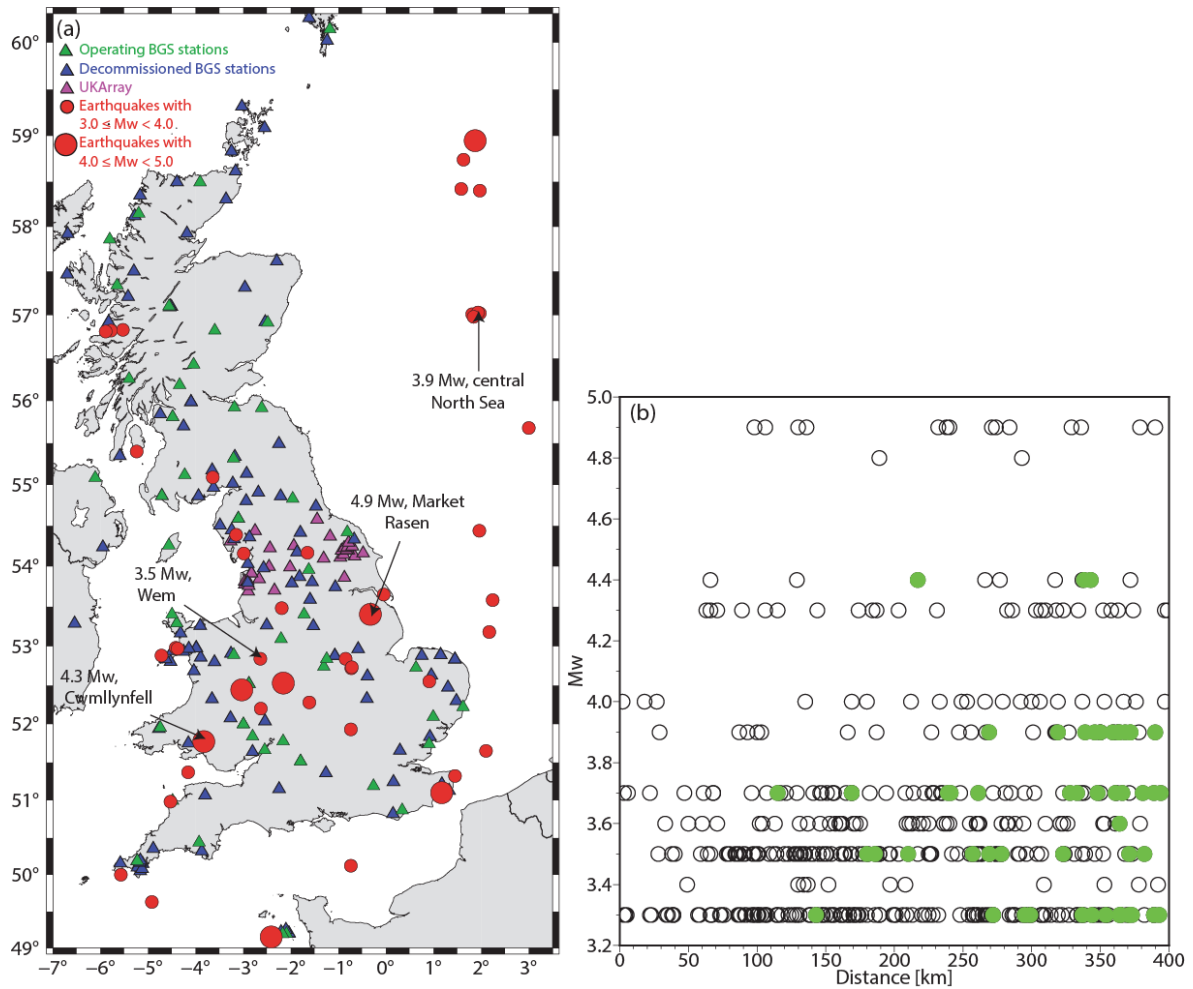 (a)
Operating BGS stations
Decommissioned BGS stations
UKArray
Earthquakes with
3.0 ≤ Mw < 4.0
Earthquakes with
4.0 ≤ Mw < 5.0
60°
59°
58°
57°
56°
55°
54°
53°
52°
51°
50°
49°
3.9 Mw, central
North Sea
4.9 Mw, Market
Rasen
3.5 Mw,
Wem
4.3 Mw,
Cwmllynfell
−7° −6° −5° −4° −3° −2° −1° 0° 1° 2° 3°
(b)
5.0
4.8
4.6
4.4
4.2
4.0
3.8
3.6
3.4
3.2
Mw
0 50 100 150 200 250 300 350 400
Distance [km]